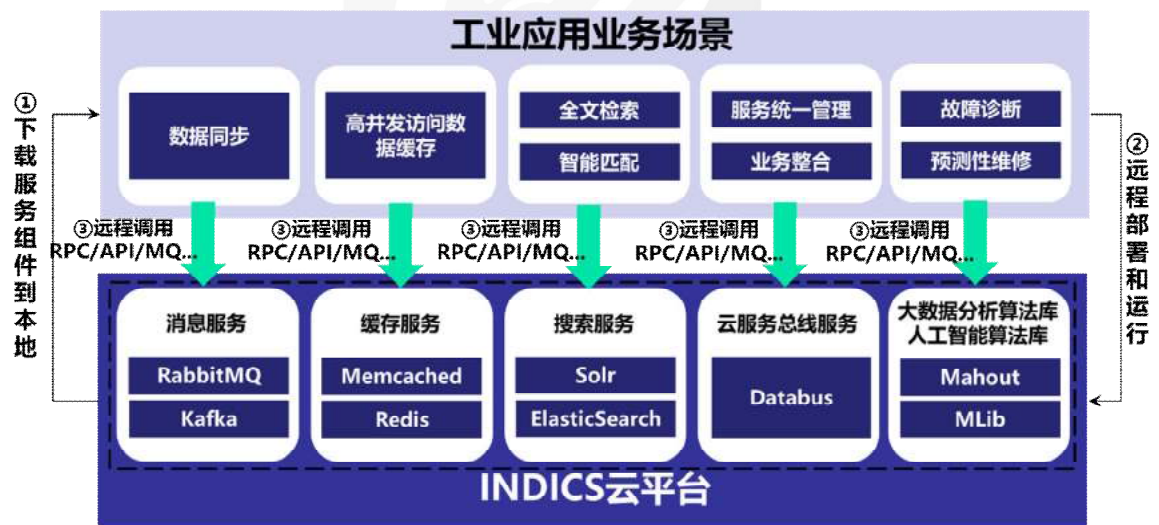 工业应用业务场景
数据同步
高并发访问数
据缓存
全文检索
智能匹配
服务统一管理
业务整合
故障诊断
预测性维修
①下载服务组件到本地
②远程部署和运行
③远程调用
RPC/API/MQ...
③远程调用
RPC/API/MQ...
③远程调用
RPC/API/MQ...
③远程调用
RPC/API/MQ...
③远程调用
RPC/API/MQ...
消息服务
RabbitMQ
Kafka
缓存服务
Memcached
Redis
搜索服务
Solr
ElasticSearch
云服务总线服务
Databus
大数据分析算法库
人工智能算法库
Mahout
MLib
INDICS云平台